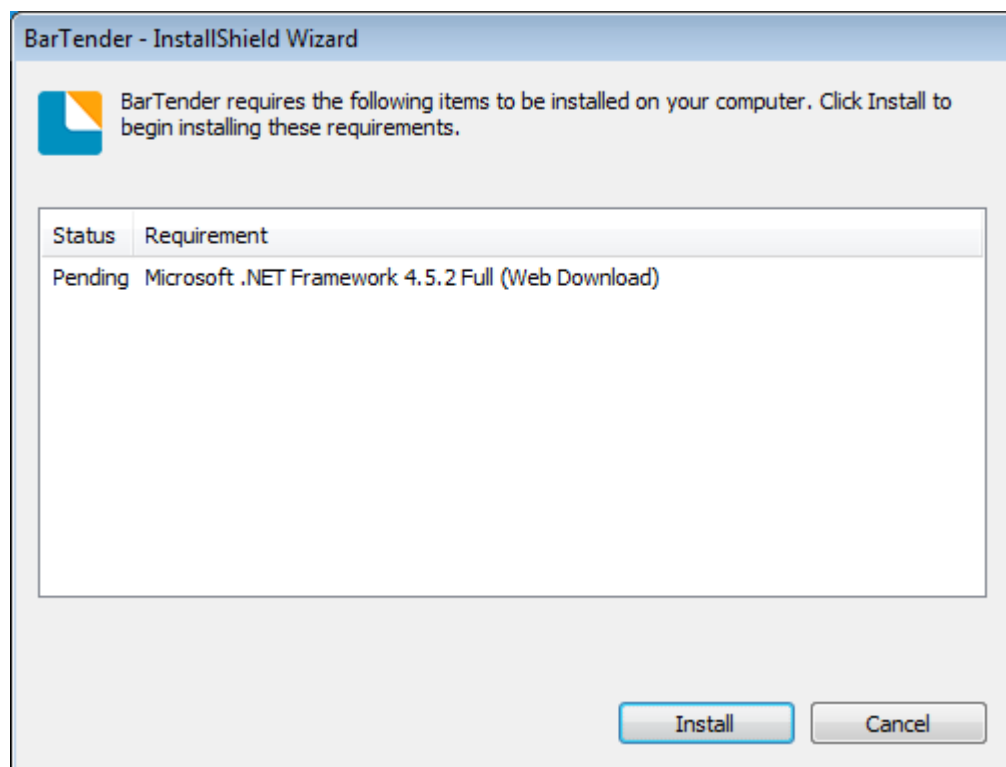 BarTender - InstallShield Wizard
BarTender requires the following items to be installed on your computer. Click Install to
begin installing these requirements.
Status Requirement
Pending Microsoft .NET Framework 4.5.2 Full (Web Download)
Install Cancel